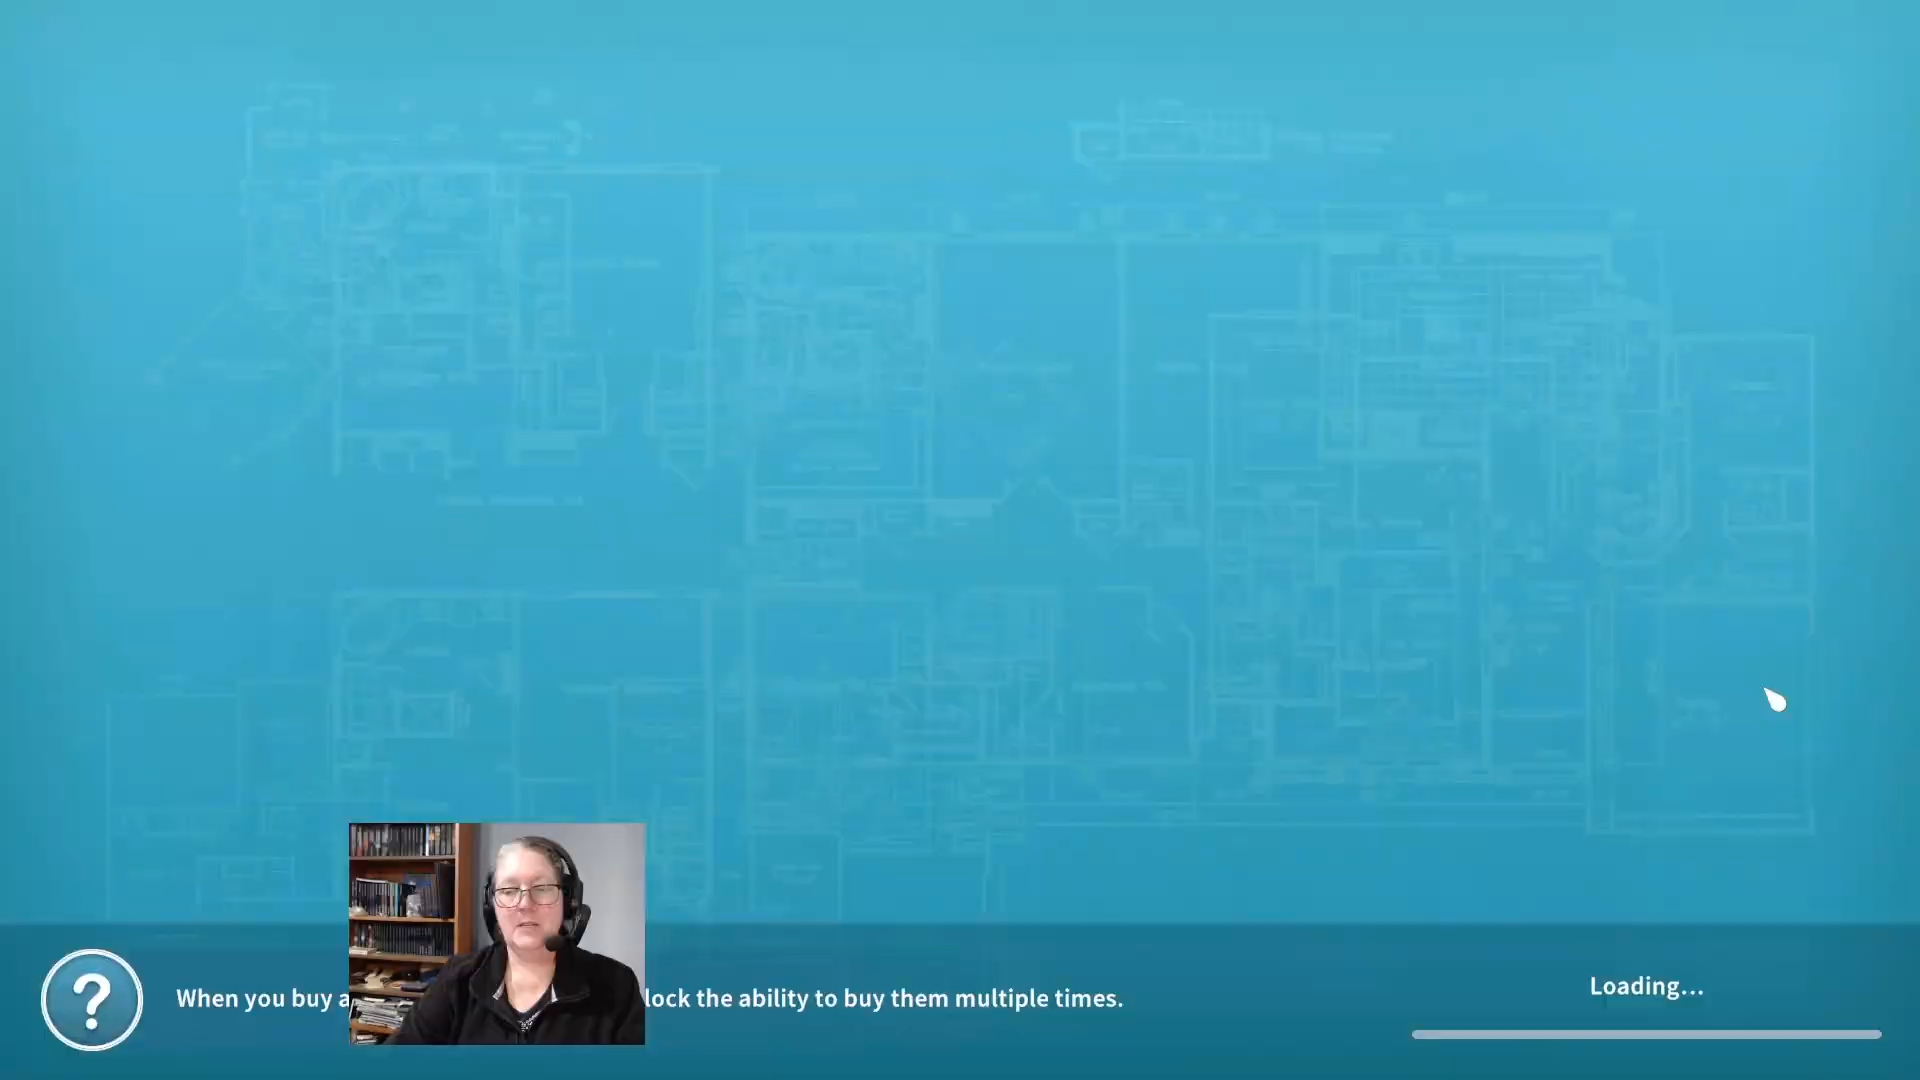 When you buy a lock the ability to buy them multiple times.
Loading...